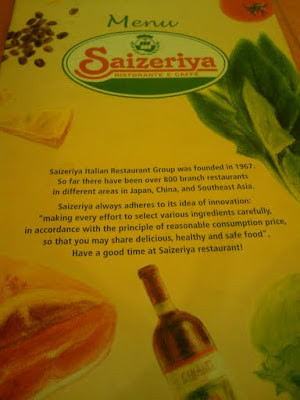 Menu
Saizeriya
RISTORANTE E CAFFÈ
Saizeriya Italian Restaurant Group was founded in 1967.
So far there have been over 800 branch restaurants
in different areas in Japan, China, and Southeast Asia.
Saizeriya always adheres to its idea of innovation:
"making every effort to select various ingredients carefully,
in accordance with the principle of reasonable consumption price,
so that you may share delicious, healthy and safe food".
Have a good time at Saizeriya restaurant!
CHIANTI